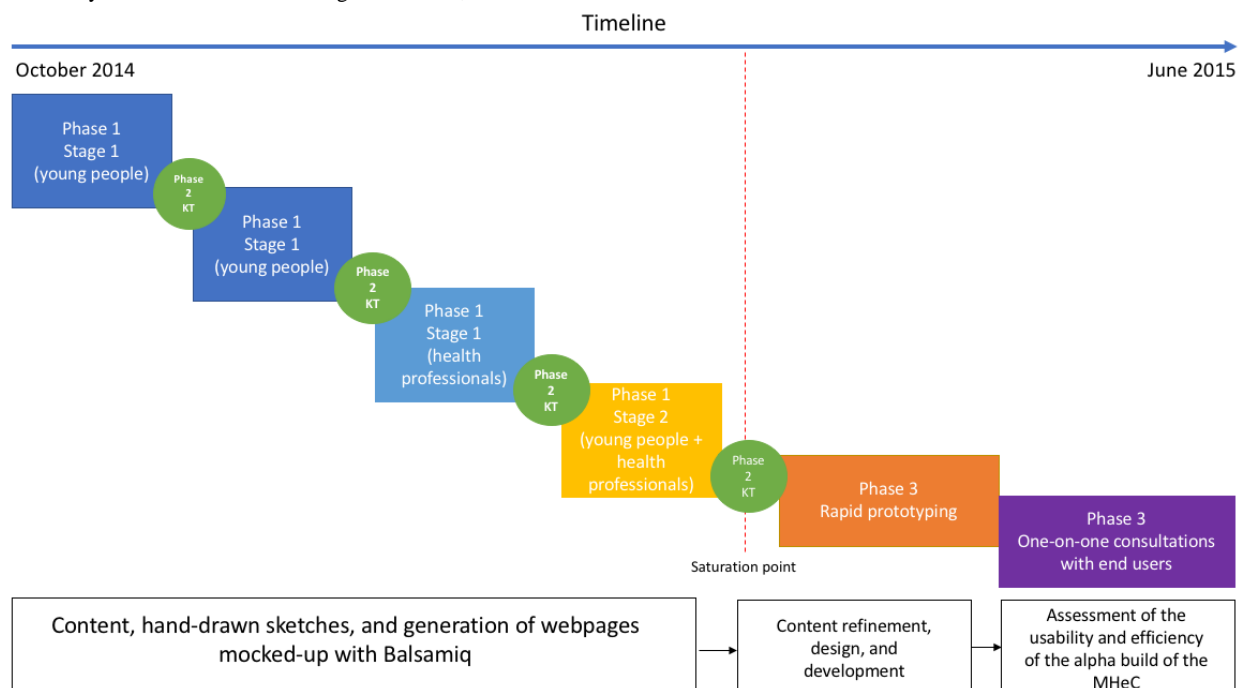 Timeline
October 2014
June 2015
Phase 1
Stage 1
(young people)
Phase
2
KT
Phase 1
Stage 1
(young people)
Phase
2
KT
Phase 1
Stage 1
(health
professionals)
Phase
2
KT
Phase 1
Stage 2
(young people +
health
professionals)
Phase
2
KT
Phase 3
Rapid prototyping
Phase 3
One-on-one consultations
with end users
Saturation point
Content, hand-drawn sketches, and generation of webpages
mocked-up with Balsamiq
Content refinement,
design, and
development
Assessment of the
usability and efficiency
of the alpha build of the
MHeC